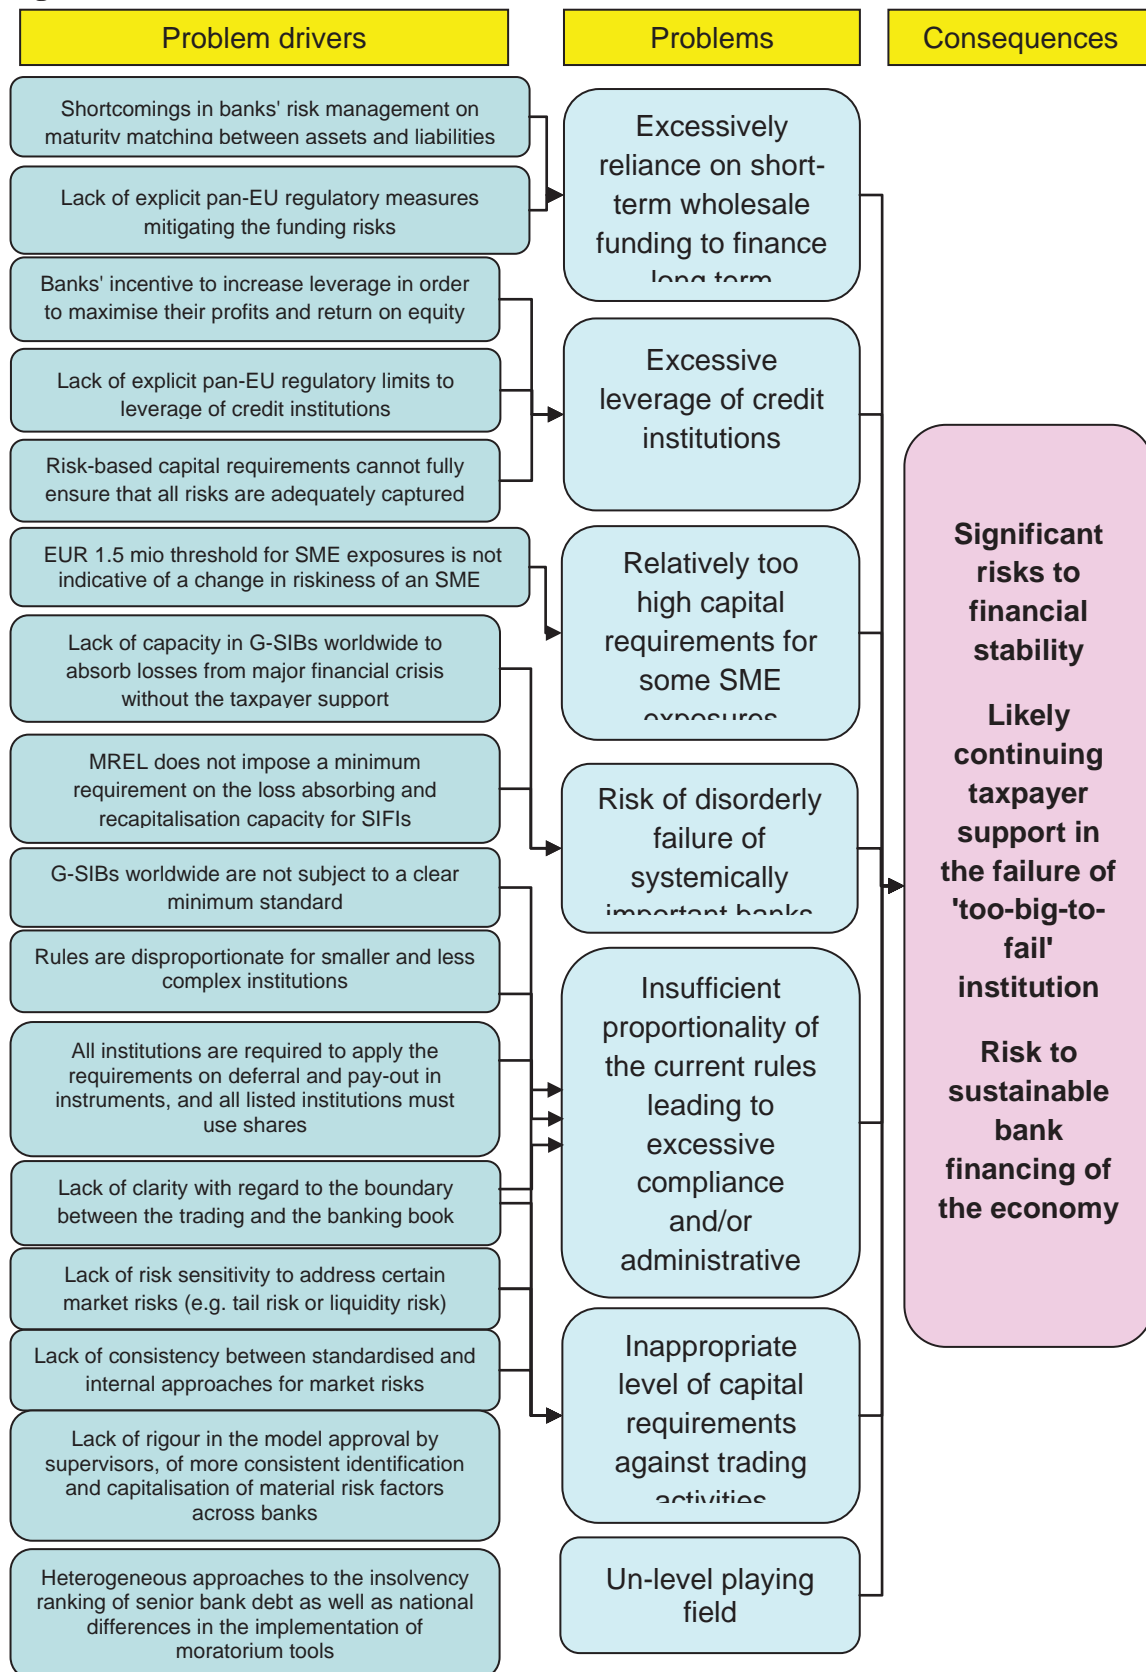 Problem drivers
Problems
Consequences
Shortcomings in banks' risk management on
maturity matching between assets and liabilities
Lack of explicit pan-EU regulatory measures
mitigating the funding risks
Banks' incentive to increase leverage in order
to maximise their profits and return on equity
Lack of explicit pan-EU regulatory limits to
leverage of credit institutions
Risk-based capital requirements cannot fully
ensure that all risks are adequately captured
EUR 1.5 mio threshold for SME exposures is not
indicative of a change in riskiness of an SME
Lack of capacity in G-SIBs worldwide to
absorb losses from major financial crisis
without the taxpayer support
MREL does not impose a minimum
requirement on the loss absorbing and
recapitalisation capacity for SIFIs
G-SIBs worldwide are not subject to a clear
minimum standard
Rules are disproportionate for smaller and less
complex institutions
All institutions are required to apply the
requirements on deferral and pay-out in
instruments, and all listed institutions must
use shares
Lack of clarity with regard to the boundary
between the trading and the banking book
Lack of risk sensitivity to address certain
market risks (e.g. tail risk or liquidity risk)
Lack of consistency between standardised and
internal approaches for market risks
Lack of rigour in the model approval by
supervisors, of more consistent identification
and capitalisation of material risk factors
across banks
Heterogeneous approaches to the insolvency
ranking of senior bank debt as well as national
differences in the implementation of
moratorium tools
Excessively
reliance on short-
term wholesale
funding to finance
long term
Excessive
leverage of credit
institutions
Relatively too
high capital
requirements for
some SME
exposures
Risk of disorderly
failure of
systemically
important banks
Insufficient
proportionality of
the current rules
leading to
excessive
compliance
and/or
administrative
Inappropriate
level of capital
requirements
against trading
activities
Un-level playing
field
Significant
risks to
financial
stability
Likely
continuing
taxpayer
support in
the failure of
'too-big-to-
fail'
institution
Risk to
sustainable
bank
financing of
the economy